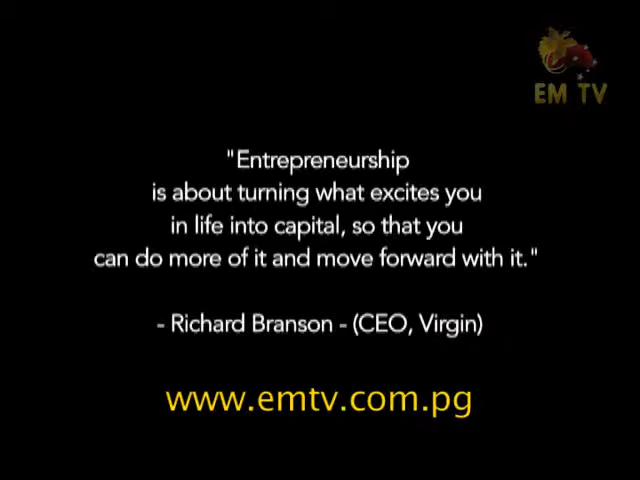 EM TV
"Entrepreneurship
is about turning what excites you
in life into capital, so that you
can do more of it and move forward with it."
- Richard Branson - (CEO, Virgin)
www.emtv.com.pg